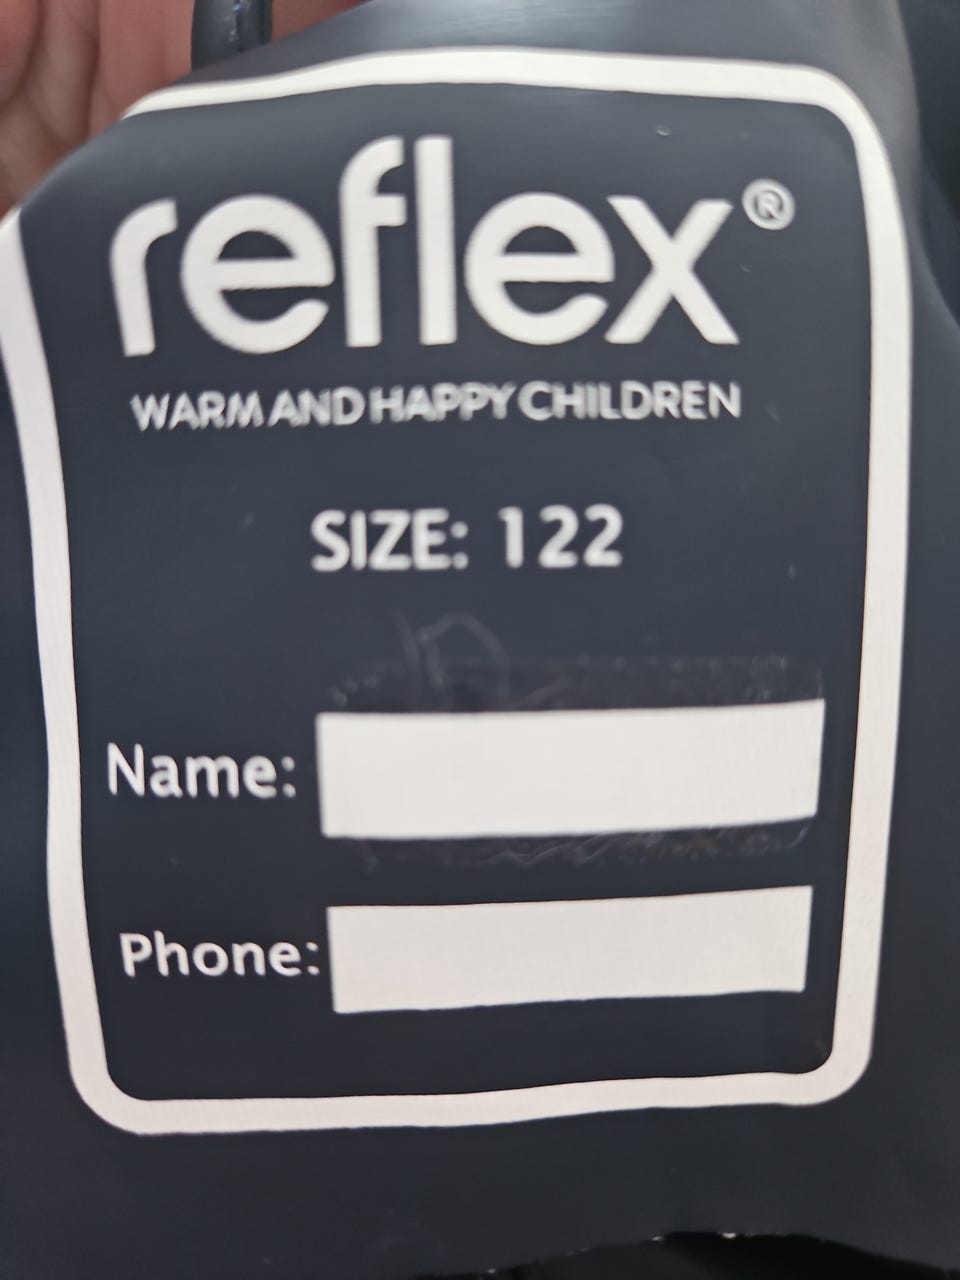 reflex®
WARM AND HAPPY CHILDREN
SIZE: 122
Name:
Phone: